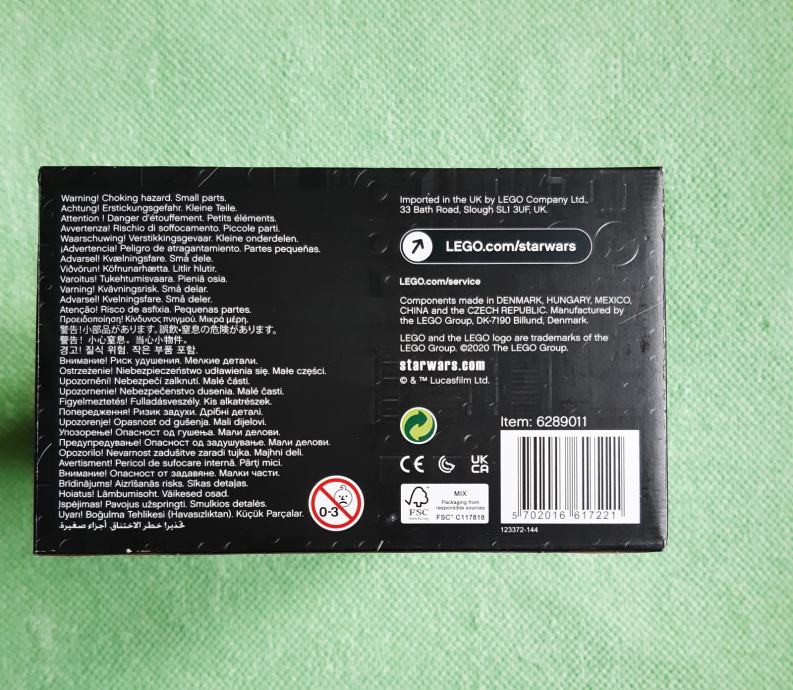 Warning! Choking hazard. Small parts.
Achtung! Erstickungsgefahr. Kleine Teile.
Attention ! Danger d'étouffement. Petits éléments.
Avvertenza! Rischio di soffocamento. Piccole parti.
Waarschuwing! Verstikkingsgevaar. Kleine onderdelen.
¡Advertencia! Peligro de atragantamiento. Partes pequeñas.
Advarsel! Kvælningsfare. Små dele.
Viðvörun! Köfnunarhætta. Litlir hlutir.
Varoitus! Tukehtumisvaara. Pieniä osia.
Varning! Kvävningsrisk. Små delar.
Advarsel! Kvelningsfare. Små deler.
Atenção! Risco de asfixia. Pequenas partes.
Προειδοποίηση! Κίνδυνος πνιγμού. Μικρά μέρη.
警告!小部品があります。誤飲・窒息の危険があります。
警告! 小心窒息。当心小物件。
경고! 질식 위험. 작은 부품 포함.
Внимание! Риск удушения. Мелкие детали.
Ostrzeżenie! Niebezpieczeństwo udławienia się. Małe części.
Upozornění! Nebezpečí zalknutí. Malé části.
Upozornenie! Nebezpečenstvo dusenia. Malé časti.
Figyelmeztetés! Fulladásveszély. Kis alkatrészek.
Попередження! Ризик задухи. Дрібні деталі.
Upozorenje! Opasnost od gušenja. Mali dijelovi.
Упозорење! Опасност од гушења. Мали делови.
Предупредување! Опасност од задушување. Мали делови.
Opozorilo! Nevarnost zadušitve zaradi tujka. Majhni deli.
Avertisment! Pericol de sufocare internă. Părţi mici.
Внимание! Опасност от задавяне. Малки части.
Brīdinājums! Aizrīšanās risks. Sīkas detaļas.
Hoiatus! Lämbumisoht. Väikesed osad.
Įspėjimas! Pavojus užspringti. Smulkios detalės.
Uyarı! Boğulma Tehlikesi (Havasızlıktan). Küçük Parçalar.
تحذير! خطر الاختناق. أجزاء صغيرة.
0-3
Imported in the UK by LEGO Company Ltd.,
33 Bath Road, Slough SL1 3UF, UK.
LEGO.com/starwars
LEGO.com/service
Components made in DENMARK, HUNGARY, MEXICO,
CHINA and the CZECH REPUBLIC. Manufactured by
the LEGO Group, DK-7190 Billund, Denmark.
LEGO and the LEGO logo are trademarks of the
LEGO Group. ©2020 The LEGO Group.
starwars.com
© & ™ Lucasfilm Ltd.
Item: 6289011
CE
UK
CA
FSC
www.fsc.org
MIX
Packaging from
responsible sources
FSC® C117818
5 702016 617221
123372-144